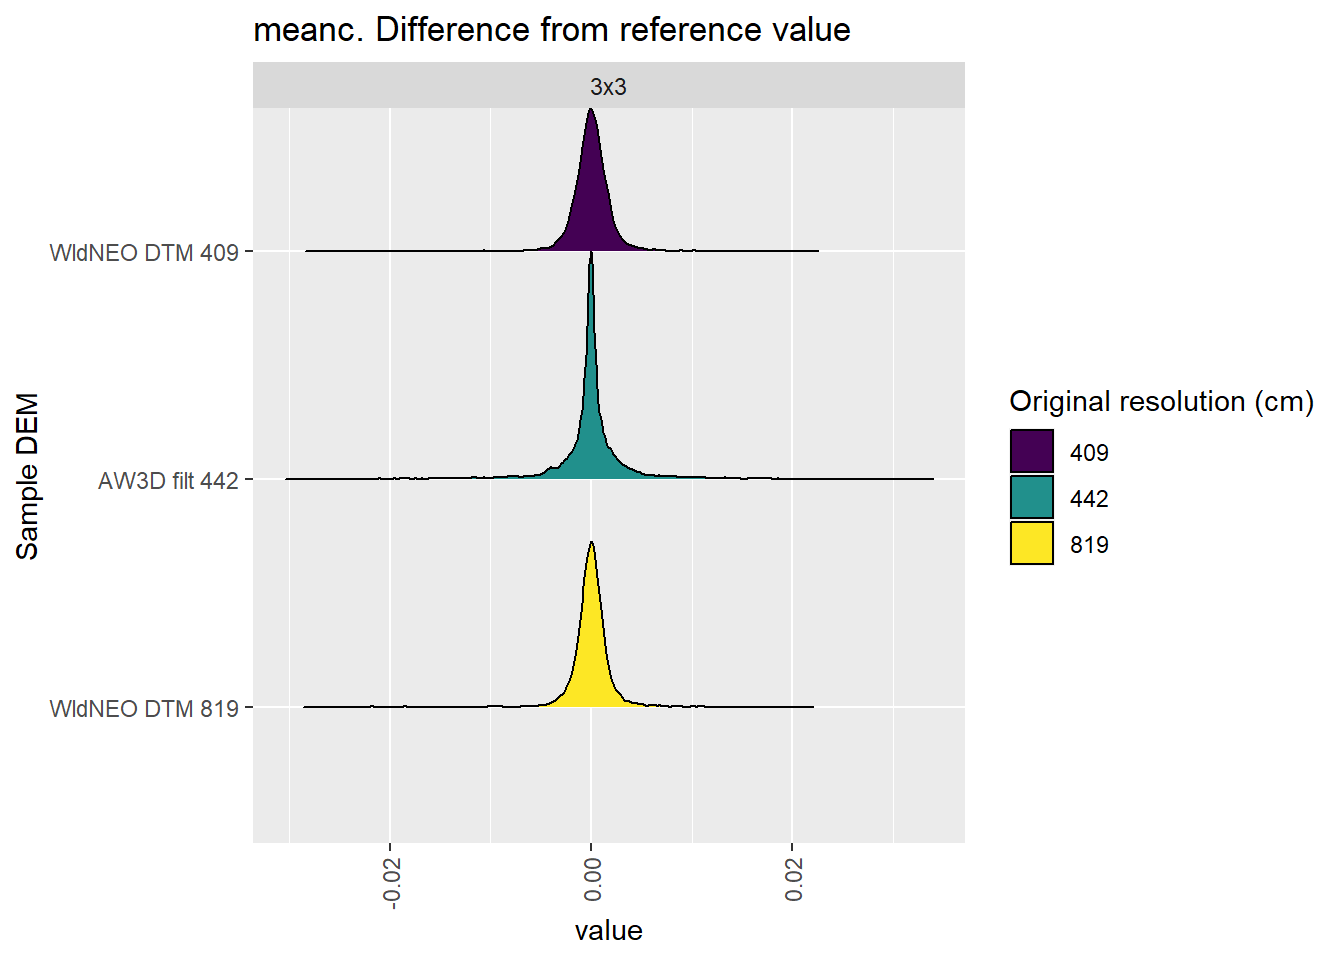 meanc. Difference from reference value
3x3
WldNEO DTM 409
AW3D filt 442
WldNEO DTM 819
Sample DEM
-0.02
0.00
0.02
value
Original resolution (cm)
409
442
819